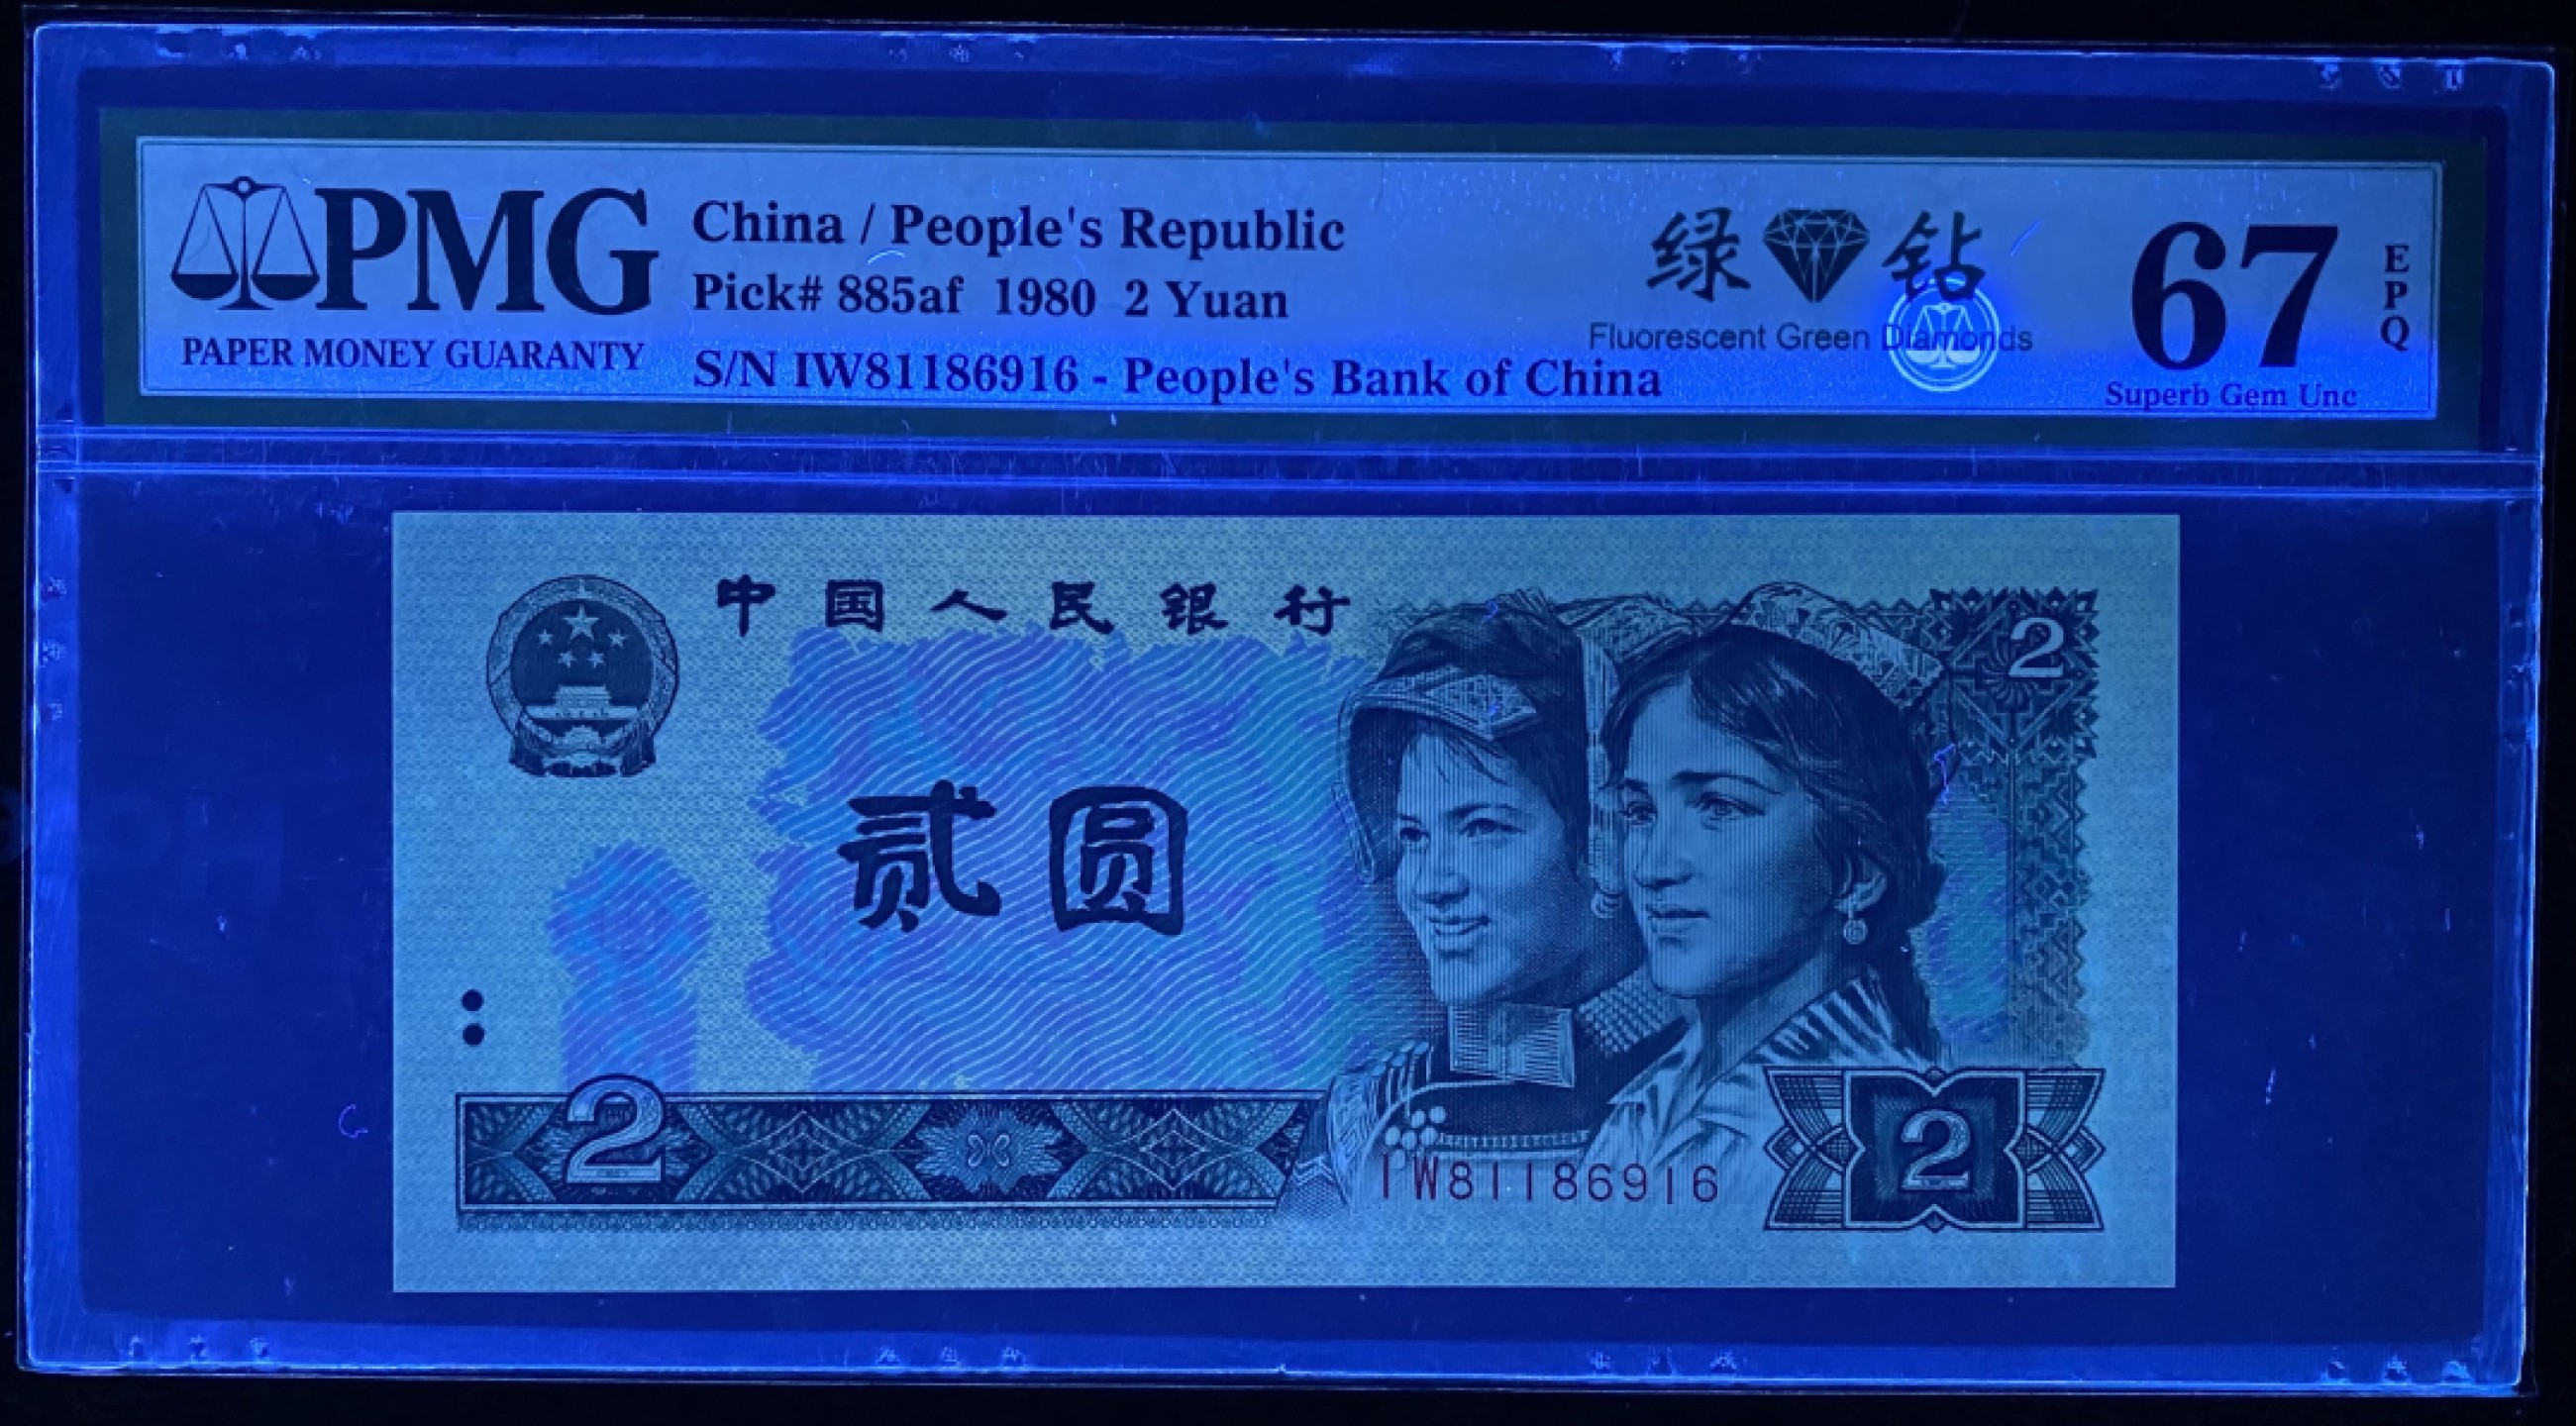 PMG
PAPER MONEY GUARANTY
China / People's Republic
Pick# 885af 1980 2 Yuan
S/N IW81186916 - People's Bank of China
绿 钻
Fluorescent Green Diamonds
67
EPQ
Superb Gem Unc
中国人民银行
2
贰圆
2
IW81186916
2